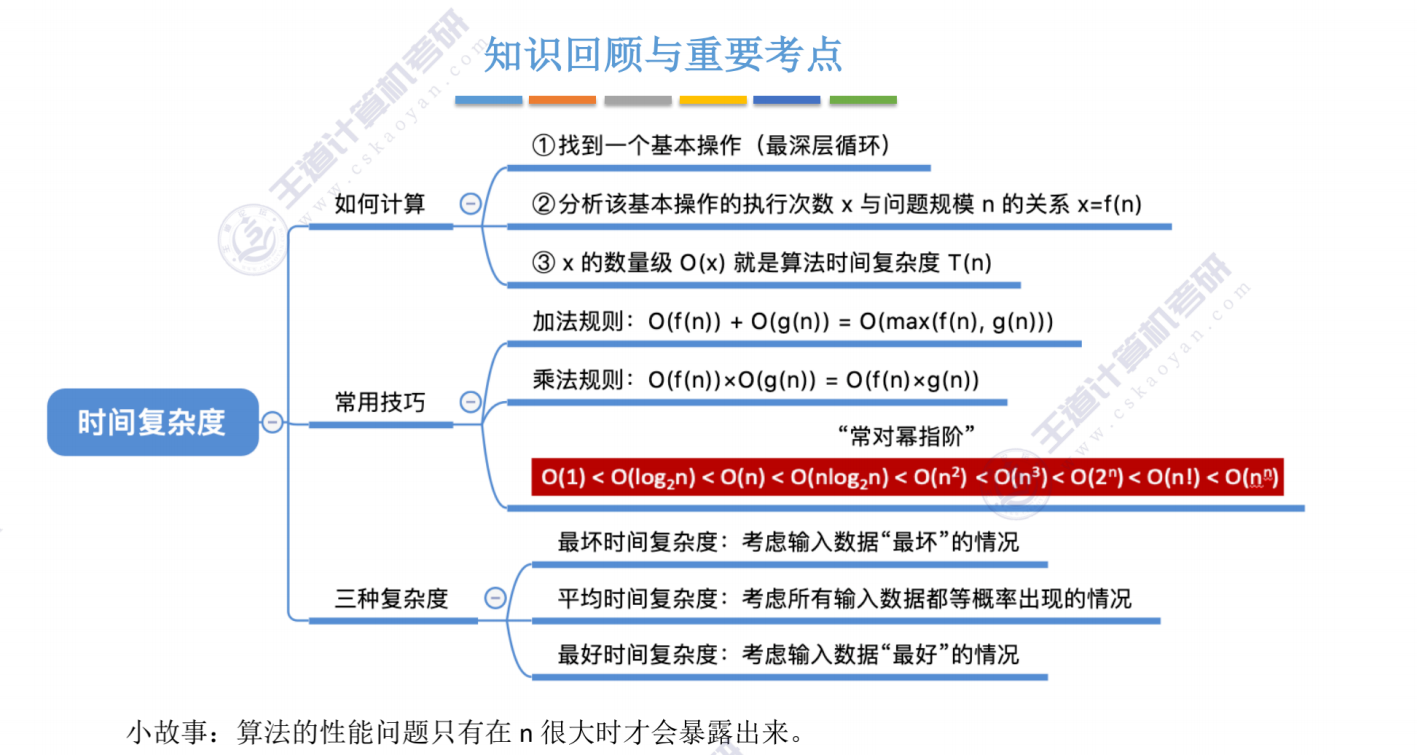 知识回顾与重要考点
①找到一个基本操作（最深层循环）
如何计算
②分析该基本操作的执行次数 x 与问题规模 n 的关系 x=f(n)
③ x 的数量级 O(x) 就是算法时间复杂度 T(n)
加法规则：O(f(n)) + O(g(n)) = O(max(f(n), g(n)))
乘法规则：O(f(n))×O(g(n)) = O(f(n)×g(n))
常用技巧
时间复杂度
“常对幂指阶”
O(1) < O(log₂n) < O(n) < O(nlog₂n) < O(n²) < O(n³) < O(2ⁿ) < O(n!) < O(nⁿ)
最坏时间复杂度：考虑输入数据“最坏”的情况
三种复杂度
平均时间复杂度：考虑所有输入数据都等概率出现的情况
最好时间复杂度：考虑输入数据“最好”的情况
小故事：算法的性能问题只有在 n 很大时才会暴露出来。
王道计算机考研
www.cskaoyan.com
王道计算机考研
www.cskaoyan.com